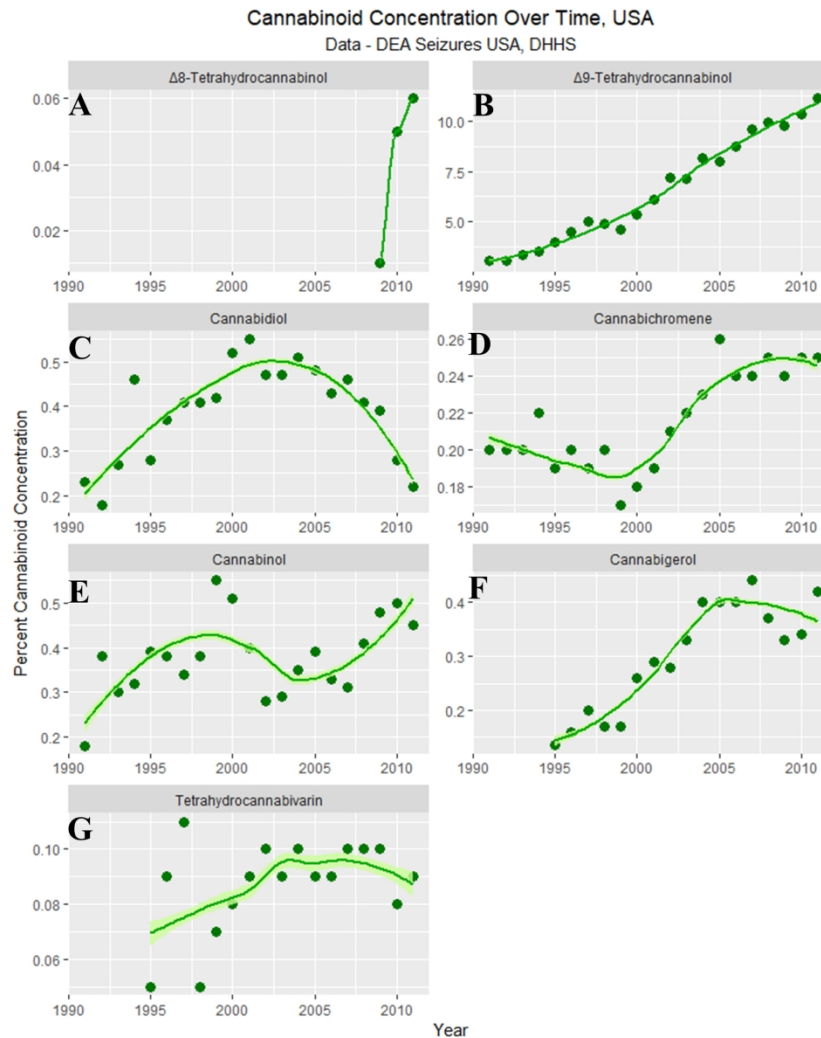 Cannabinoid Concentration Over Time, USA
Data - DEA Seizures USA, DHHS
Δ8-Tetrahydrocannabinol
A
0.06
0.04
0.02
1990 1995 2000 2005 2010
Δ9-Tetrahydrocannabinol
B
10.0
7.5
5.0
1990 1995 2000 2005 2010
Cannabidiol
C
0.5
0.4
0.3
0.2
1990 1995 2000 2005 2010
Cannabichromene
D
0.26
0.24
0.22
0.20
0.18
1990 1995 2000 2005 2010
Percent Cannabinoid Concentration
Cannabinol
E
0.5
0.4
0.3
0.2
1990 1995 2000 2005 2010
Cannabigerol
F
0.4
0.3
0.2
1990 1995 2000 2005 2010
Tetrahydrocannabivarin
G
0.10
0.08
0.06
1990 1995 2000 2005 2010
Year